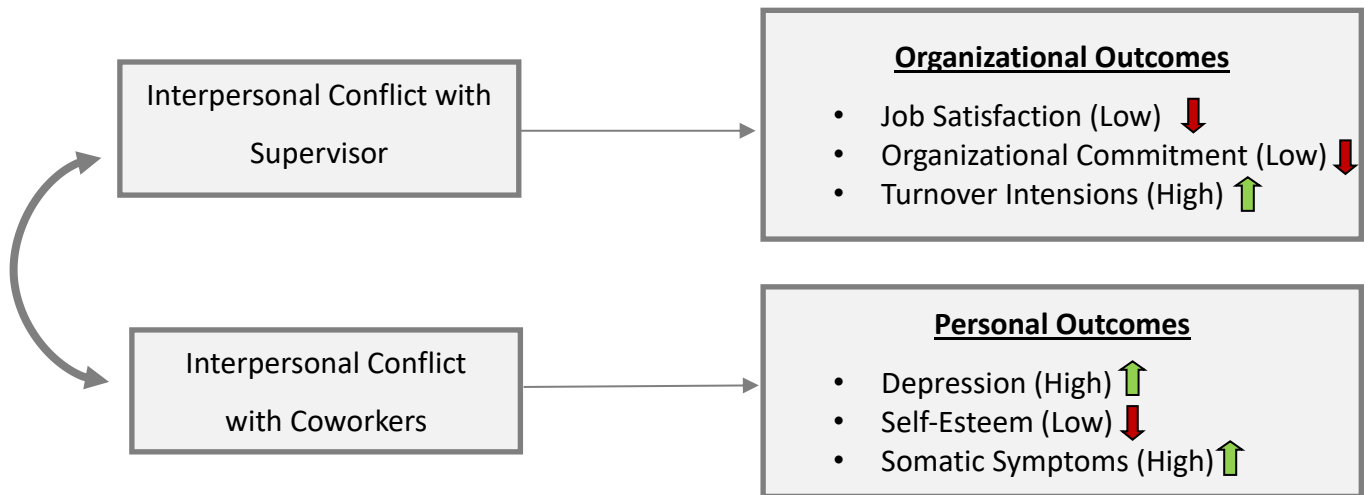 Interpersonal Conflict with
Supervisor
Organizational Outcomes
• Job Satisfaction (Low)
• Organizational Commitment (Low)
• Turnover Intensions (High)
Interpersonal Conflict
with Coworkers
Personal Outcomes
• Depression (High)
• Self-Esteem (Low)
• Somatic Symptoms (High)